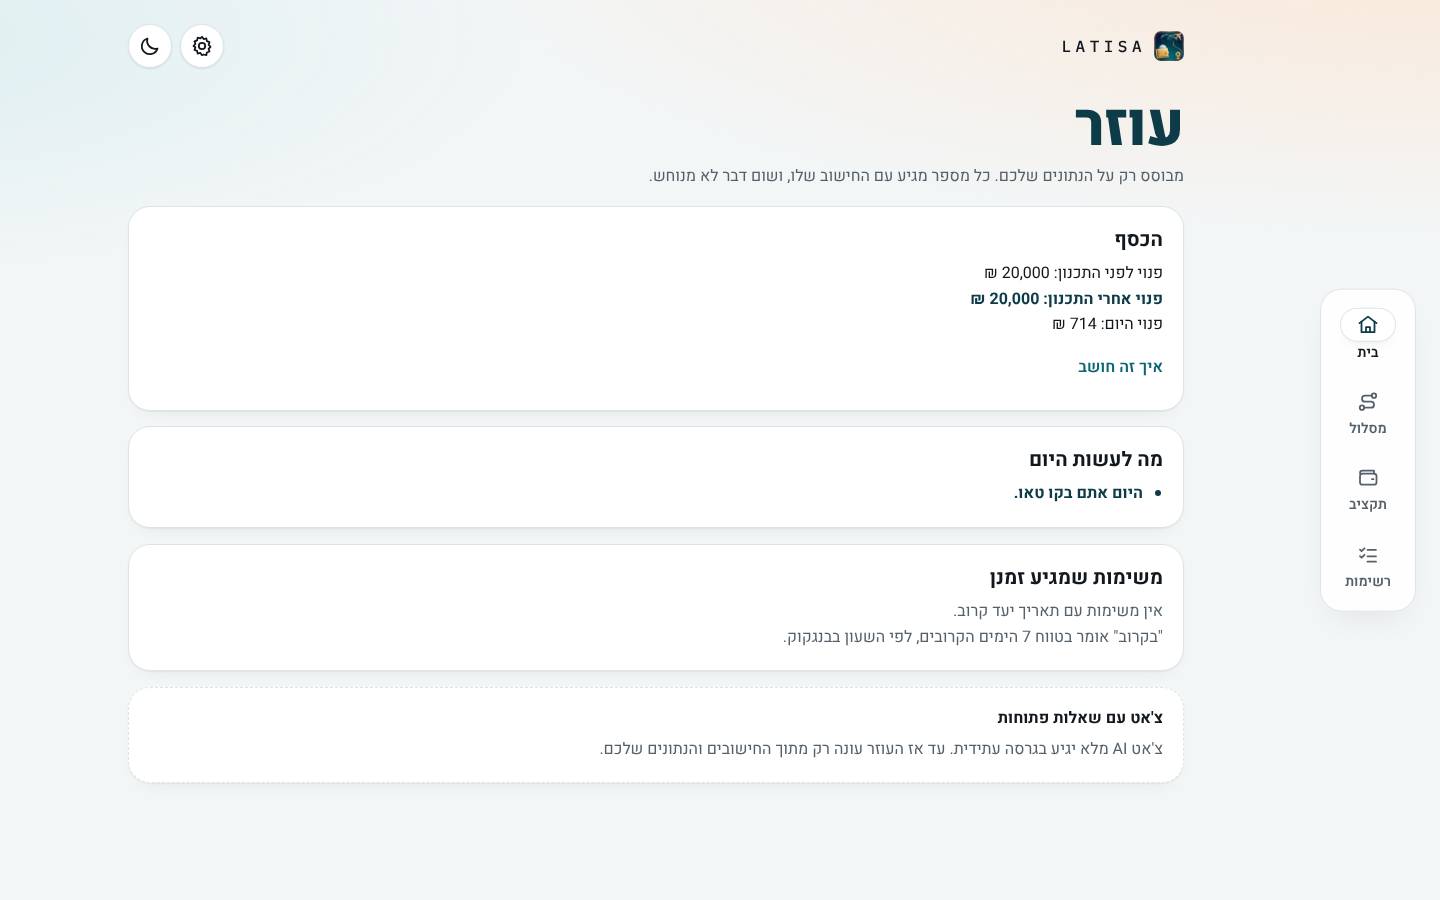 LATISA
עוזר
מבוסס רק על הנתונים שלכם. כל מספר מגיע עם החישוב שלו, ושום דבר לא מנוחש.
הכסף
פנוי לפני התכנון: 20,000 ₪
פנוי אחרי התכנון: 20,000 ₪
פנוי היום: 714 ₪
איך זה חושב
מה לעשות היום
• היום אתם בקו טאו.
משימות שמגיע זמנן
אין משימות עם תאריך יעד קרוב.
"בקרוב" אומר בטווח 7 הימים הקרובים, לפי השעון בבנגקוק.
צ'אט עם שאלות פתוחות
צ'אט AI מלא יגיע בגרסה עתידית. עד אז העוזר עונה רק מתוך החישובים והנתונים שלכם.
בית
מסלול
תקציב
רשימות